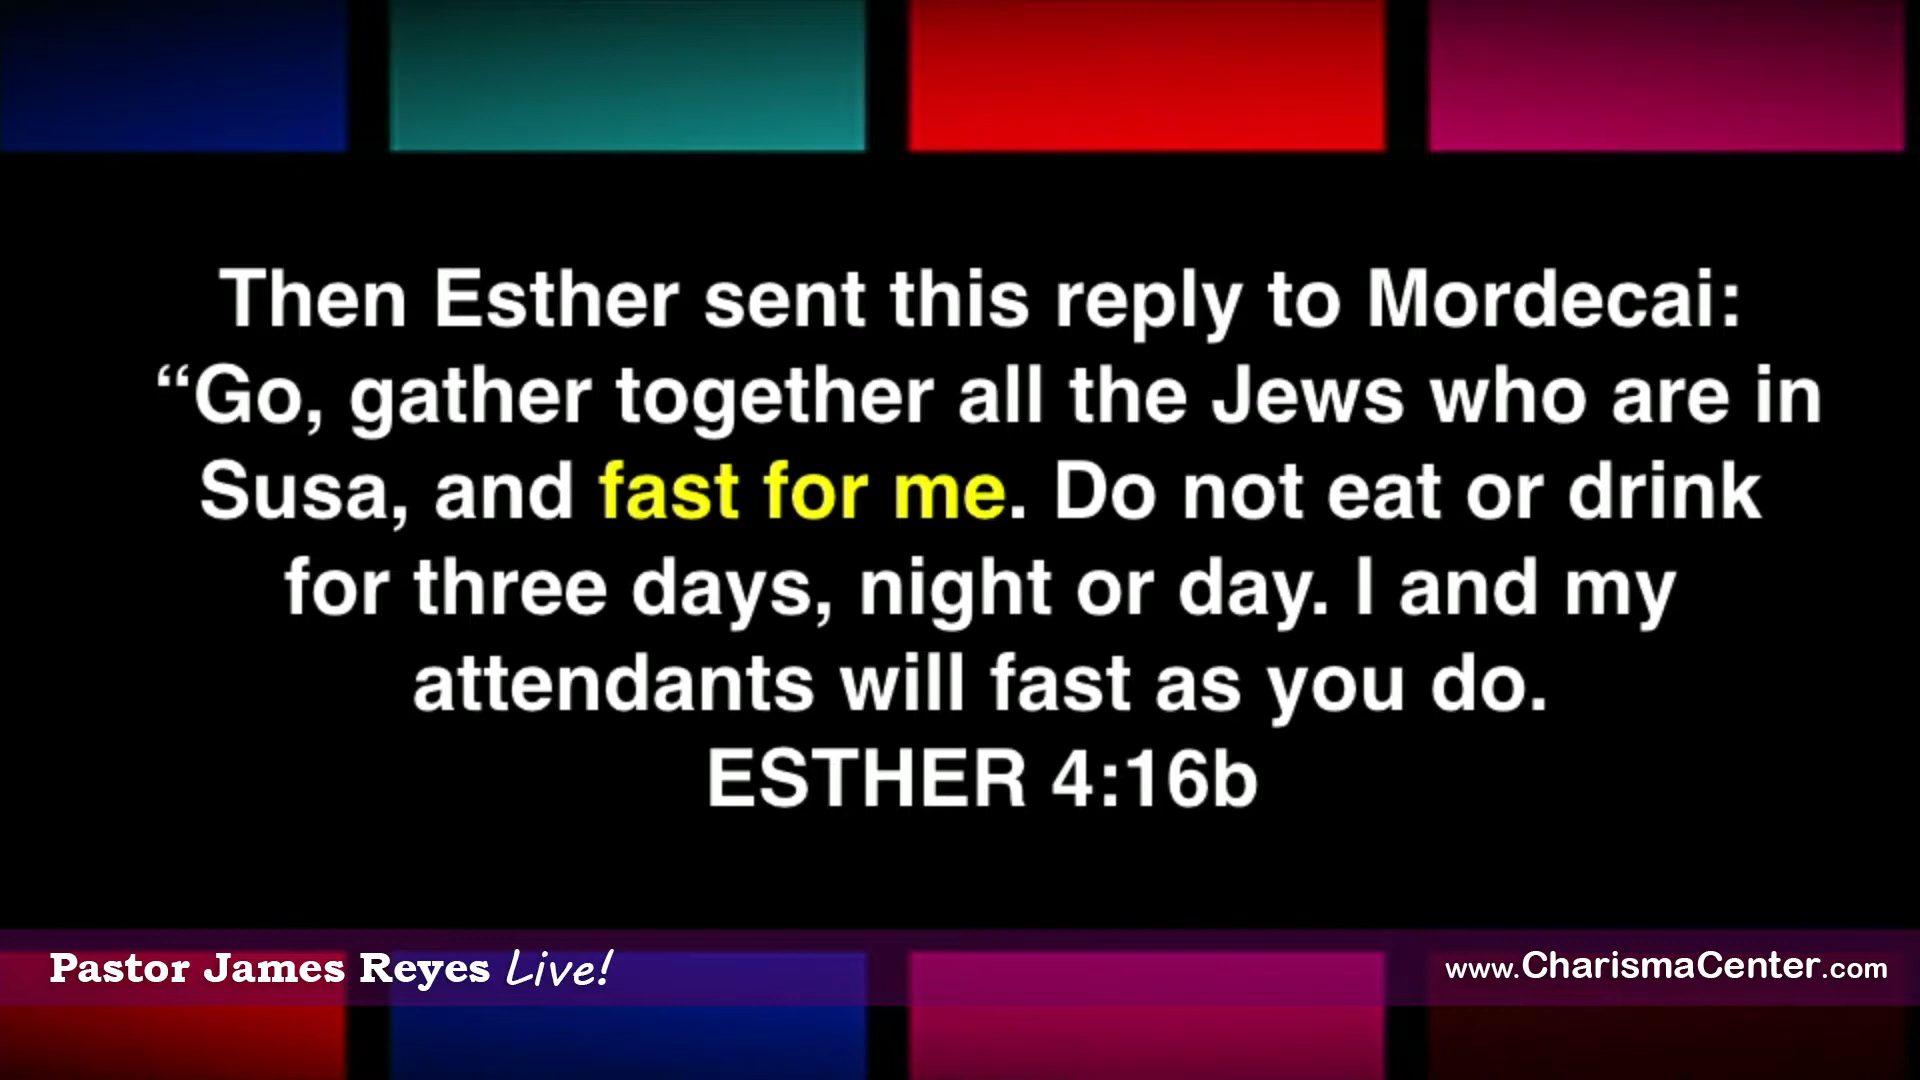 Then Esther sent this reply to Mordecai:
“Go, gather together all the Jews who are in
Susa, and fast for me. Do not eat or drink
for three days, night or day. I and my
attendants will fast as you do.
ESTHER 4:16b
Pastor James Reyes Live!
www.CharismaCenter.com